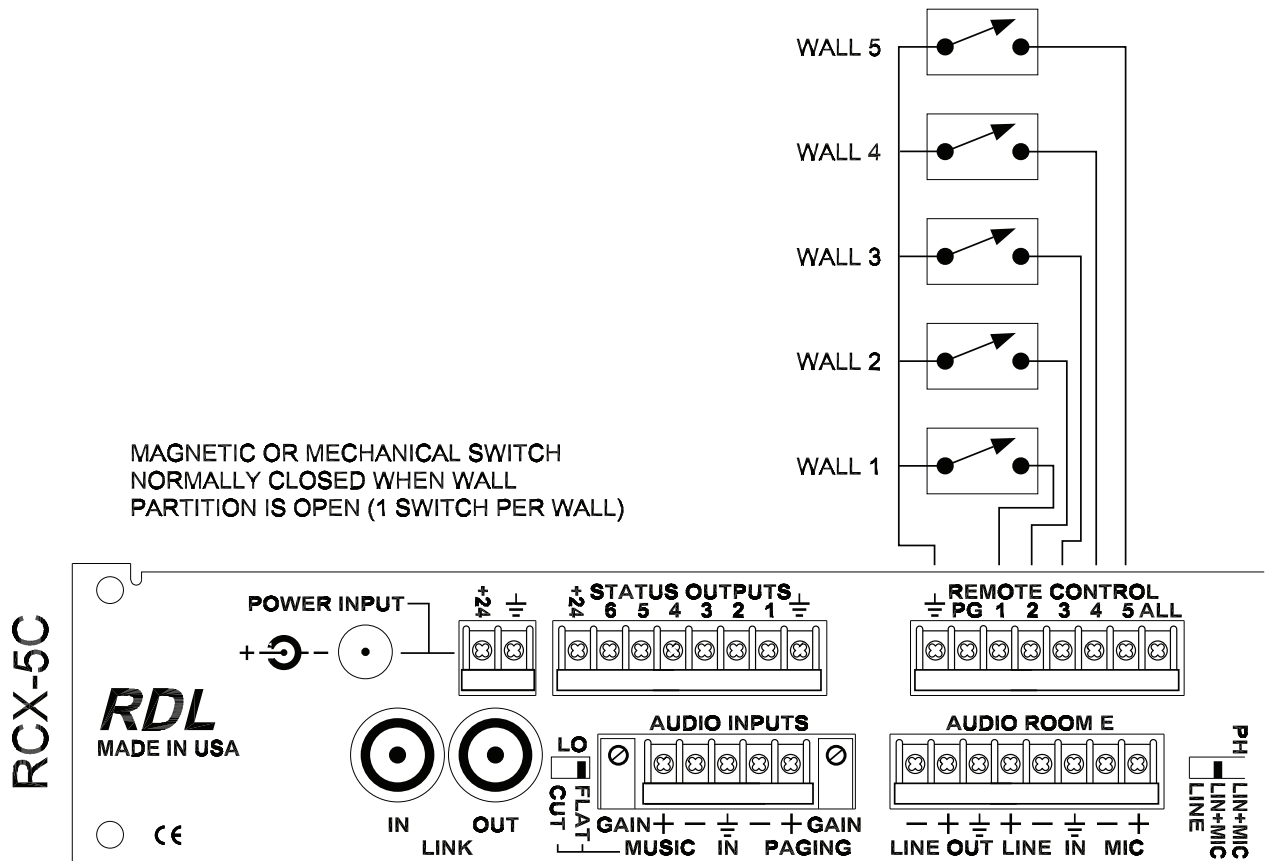 WALL 5
WALL 4
WALL 3
WALL 2
WALL 1
MAGNETIC OR MECHANICAL SWITCH
NORMALLY CLOSED WHEN WALL
PARTITION IS OPEN (1 SWITCH PER WALL)
RCX-5C
POWER INPUT
+ -
+24
STATUS OUTPUTS
+24 6 5 4 3 2 1
REMOTE CONTROL
PG 1 2 3 4 5 ALL
RDL
MADE IN USA
CE
IN OUT
LINK
LO
CUT FLAT
AUDIO INPUTS
GAIN + - - + GAIN
MUSIC IN PAGING
AUDIO ROOM E
- + + - - +
LINE OUT LINE IN MIC
PH
LINE LIN+MIC LIN+MIC